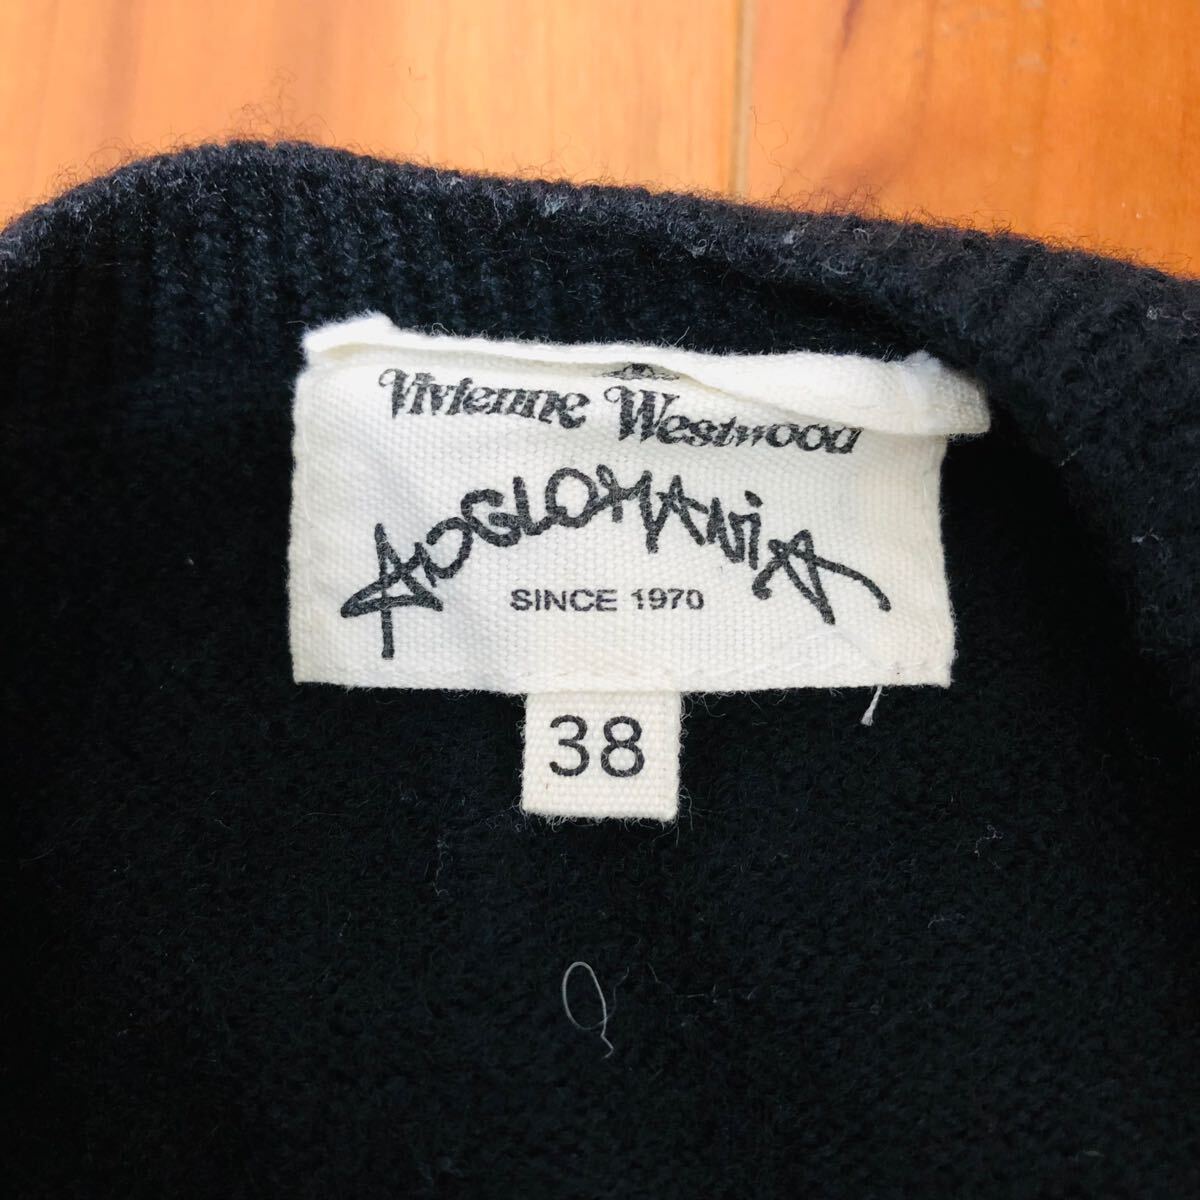 Vivienne Westwood
ANGLOMANIA
SINCE 1970
38